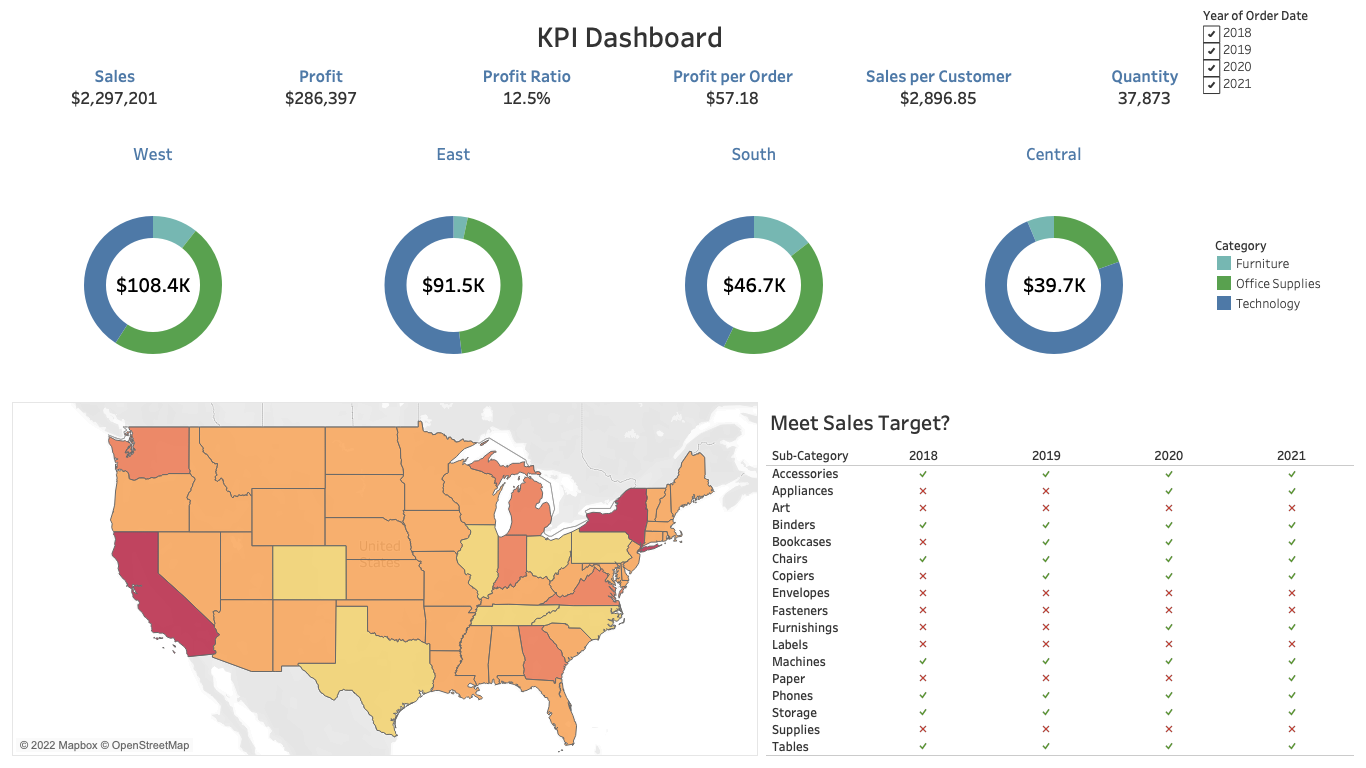 KPI Dashboard
Year of Order Date
2018
2019
2020
2021
Sales Profit Profit Ratio Profit per Order Sales per Customer Quantity
$2,297,201 $286,397 12.5% $57.18 $2,896.85 37,873
West East South Central
$108.4K $91.5K $46.7K $39.7K
Category
Furniture
Office Supplies
Technology
United
States
© 2022 Mapbox © OpenStreetMap
Meet Sales Target?
Sub-Category 2018 2019 2020 2021
Accessories ✓ ✓ ✓ ✓
Appliances × × ✓ ✓
Art × × × ×
Binders ✓ ✓ ✓ ✓
Bookcases × ✓ ✓ ✓
Chairs ✓ ✓ ✓ ✓
Copiers × ✓ ✓ ✓
Envelopes × × × ×
Fasteners × × × ×
Furnishings × × ✓ ✓
Labels × × × ×
Machines ✓ ✓ ✓ ✓
Paper × × × ✓
Phones ✓ ✓ ✓ ✓
Storage ✓ ✓ ✓ ✓
Supplies × × × ×
Tables ✓ ✓ ✓ ✓